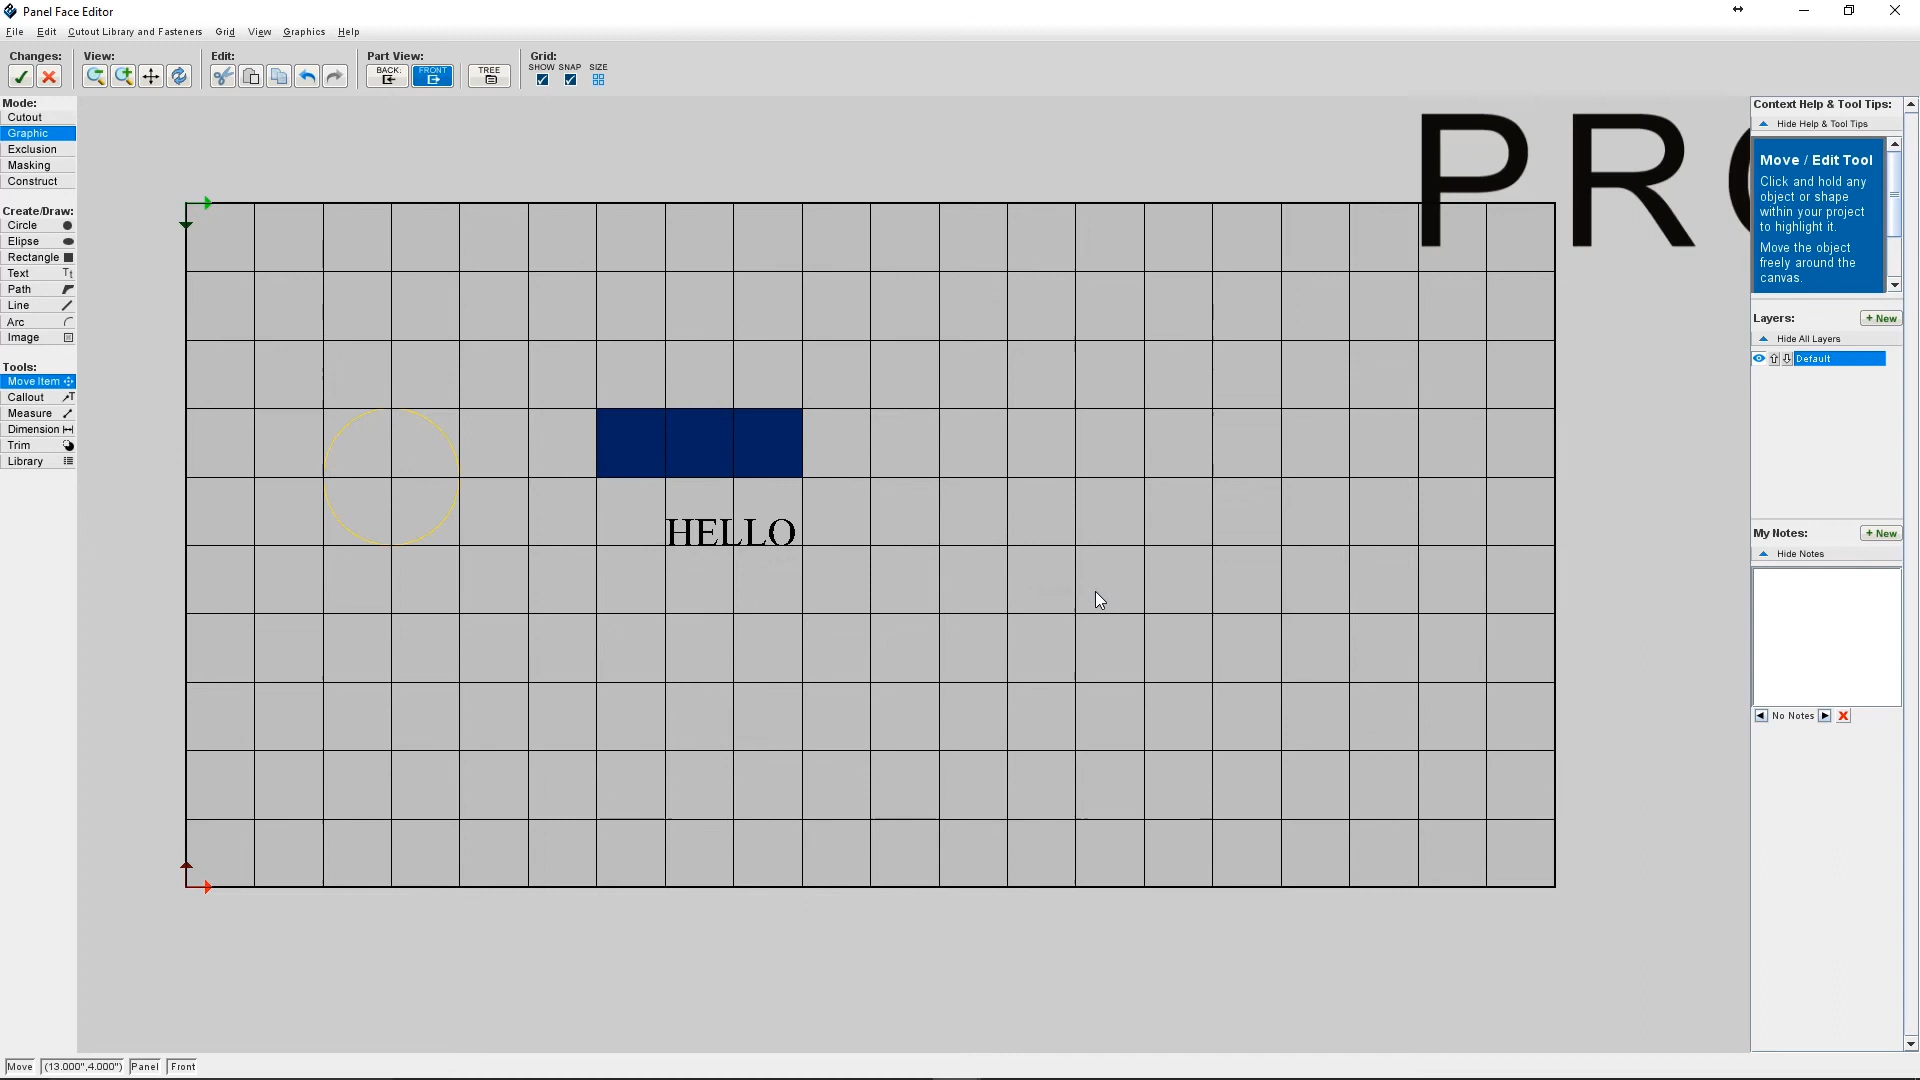 Panel Face Editor
File Edit Cutout Library and Fasteners Grid View Graphics Help
Changes: View: Edit: Part View: Grid:
BACK: FRONT TREE SHOW SNAP SIZE
Mode:
Cutout
Graphic
Exclusion
Masking
Construct
Create/Draw:
Circle
Elipse
Rectangle
Text Tt
Path
Line
Arc
Image
Tools:
Move Item
Callout T
Measure
Dimension
Trim
Library
PRO
HELLO
Context Help & Tool Tips:
Hide Help & Tool Tips
Move / Edit Tool
Click and hold any
object or shape
within your project
to highlight it.
Move the object
freely around the
canvas.
Layers: + New
Hide All Layers
Default
My Notes: + New
Hide Notes
No Notes
Move (13.000",4.000") Panel Front